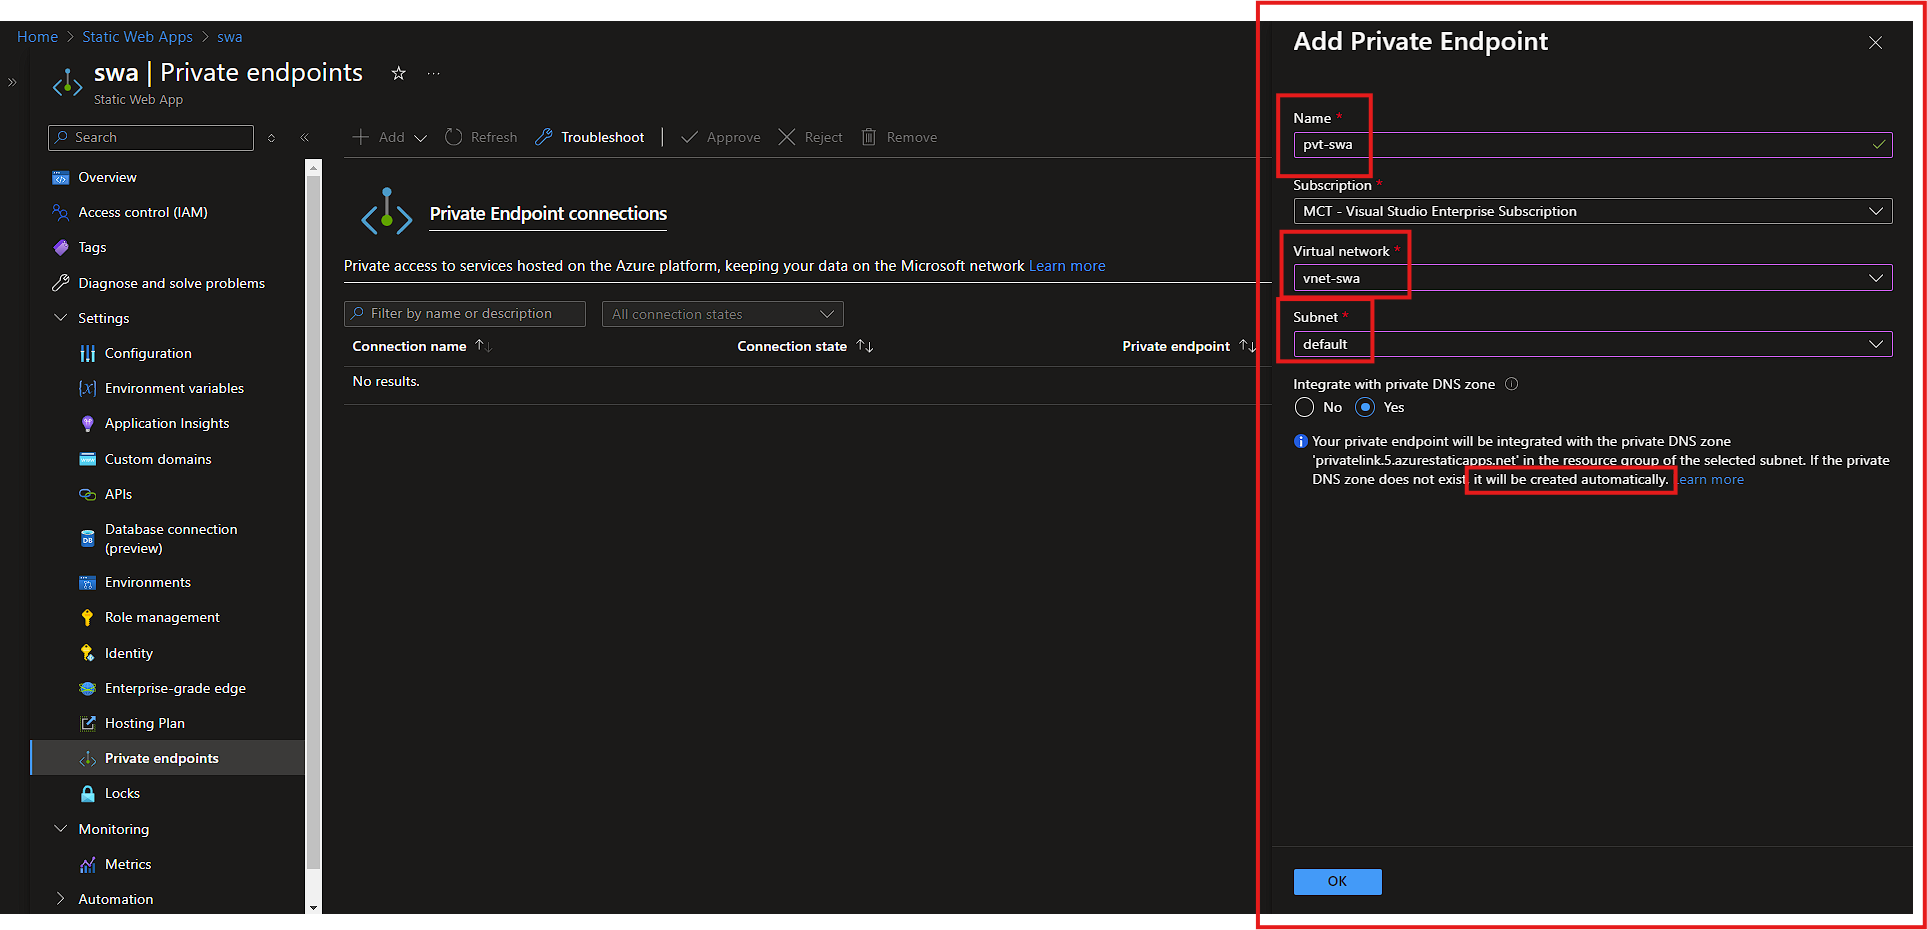 Home > Static Web Apps > swa
swa | Private endpoints
Static Web App
Search
Overview
Access control (IAM)
Tags
Diagnose and solve problems
Settings
Configuration
Environment variables
Application Insights
Custom domains
APIs
Database connection
(preview)
Environments
Role management
Identity
Enterprise-grade edge
Hosting Plan
Private endpoints
Locks
Monitoring
Metrics
Automation
Add Refresh Troubleshoot Approve Reject Remove
Private Endpoint connections
Private access to services hosted on the Azure platform, keeping your data on the Microsoft network Learn more
Filter by name or description All connection states
Connection name Connection state Private endpoint
No results.
Add Private Endpoint
Name *
pvt-swa
Subscription *
MCT - Visual Studio Enterprise Subscription
Virtual network *
vnet-swa
Subnet *
default
Integrate with private DNS zone
No Yes
Your private endpoint will be integrated with the private DNS zone
'privatelink.5.azurestaticapps.net' in the resource group of the selected subnet. If the private
DNS zone does not exist it will be created automatically. Learn more
OK